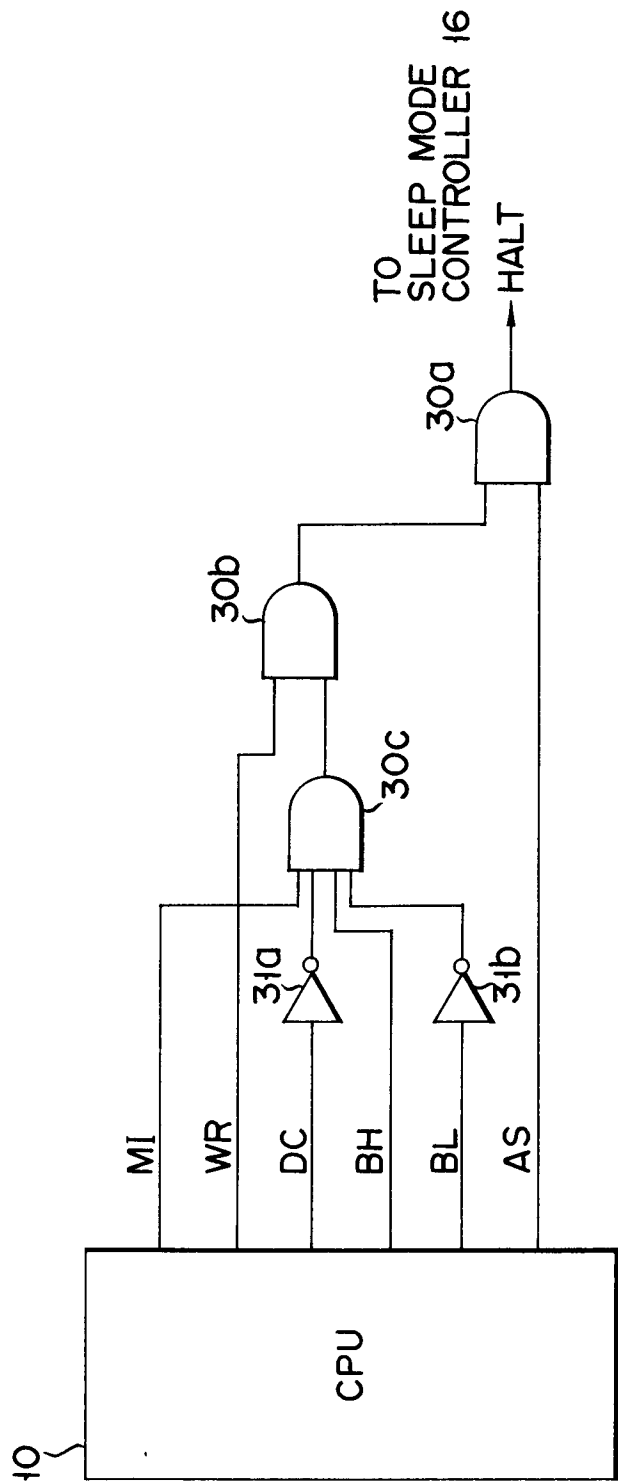 10
CPU
MI
WR
DC
BH
BL
AS
31a
31b
30c
30b
30a
TO
SLEEP MODE
CONTROLLER 16
HALT